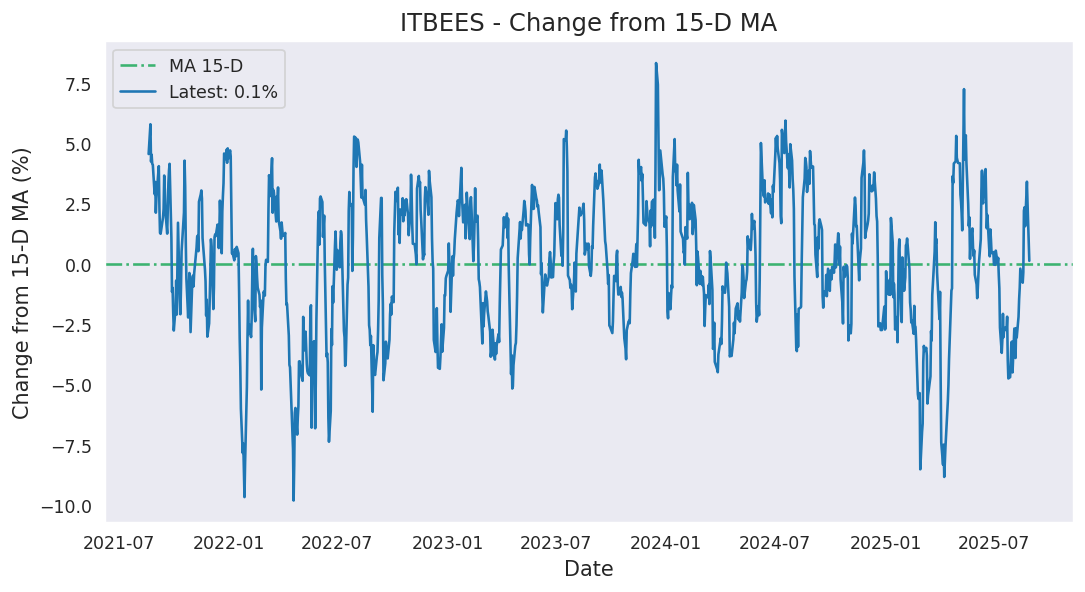 ITBEES - Change from 15-D MA
MA 15-D
Latest: 0.1%
Change from 15-D MA (%)
7.5
5.0
2.5
0.0
−2.5
−5.0
−7.5
−10.0
2021-07 2022-01 2022-07 2023-01 2023-07 2024-01 2024-07 2025-01 2025-07
Date